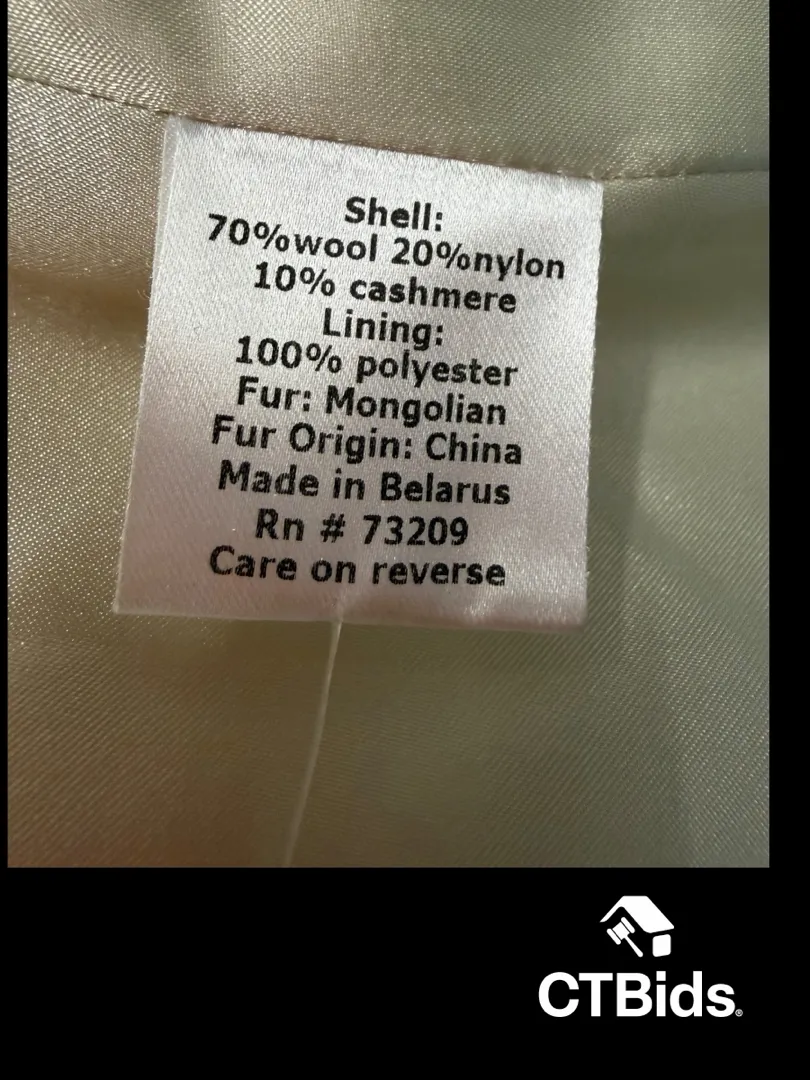 Shell:
70%wool 20%nylon
10% cashmere
Lining:
100% polyester
Fur: Mongolian
Fur Origin: China
Made in Belarus
Rn # 73209
Care on reverse
CTBids®